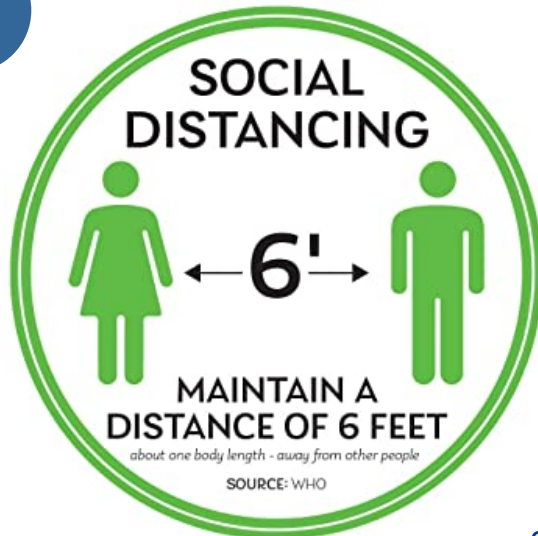 SOCIAL
DISTANCING
6'
MAINTAIN A
DISTANCE OF 6 FEET
about one body length - away from other people
SOURCE: WHO